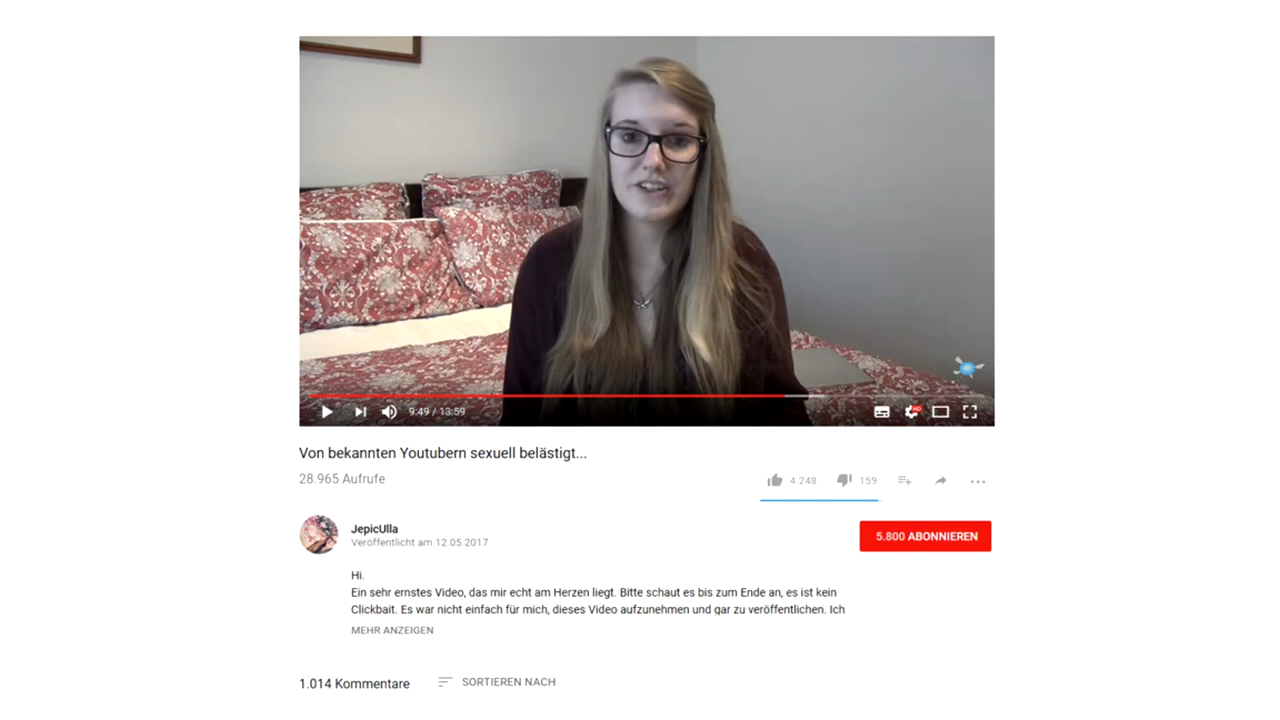 9:49 / 13:59
HD
Von bekannten Youtubern sexuell belästigt...
28.965 Aufrufe
4.248
159
JepicUlla
Veröffentlicht am 12.05.2017
5.800 ABONNIEREN
Hi.
Ein sehr ernstes Video, das mir echt am Herzen liegt. Bitte schaut es bis zum Ende an, es ist kein
Clickbait. Es war nicht einfach für mich, dieses Video aufzunehmen und gar zu veröffentlichen. Ich
MEHR ANZEIGEN
1.014 Kommentare
SORTIEREN NACH